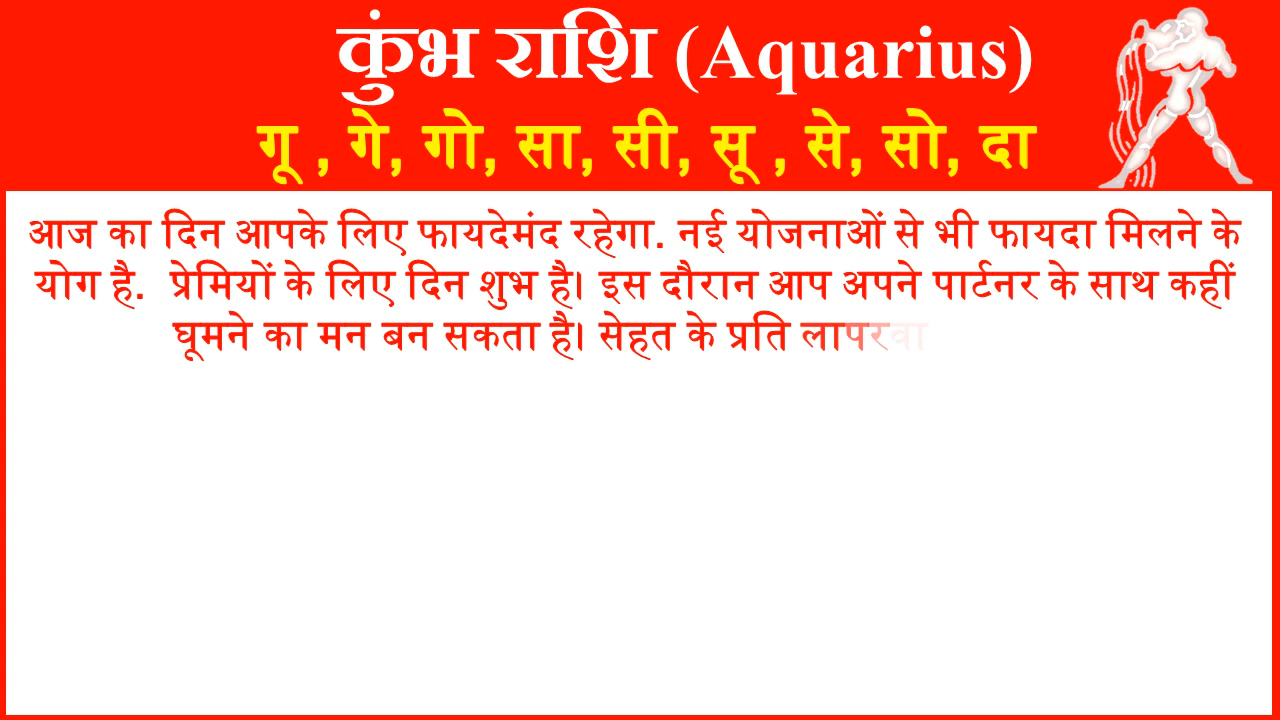 कुंभ राशि (Aquarius)
गू , गे, गो, सा, सी, सू , से, सो, दा
आज का दिन आपके लिए फायदेमंद रहेगा. नई योजनाओं से भी फायदा मिलने के
योग है. प्रेमियों के लिए दिन शुभ है। इस दौरान आप अपने पार्टनर के साथ कहीं
घूमने का मन बन सकता है। सेहत के प्रति लापरवा